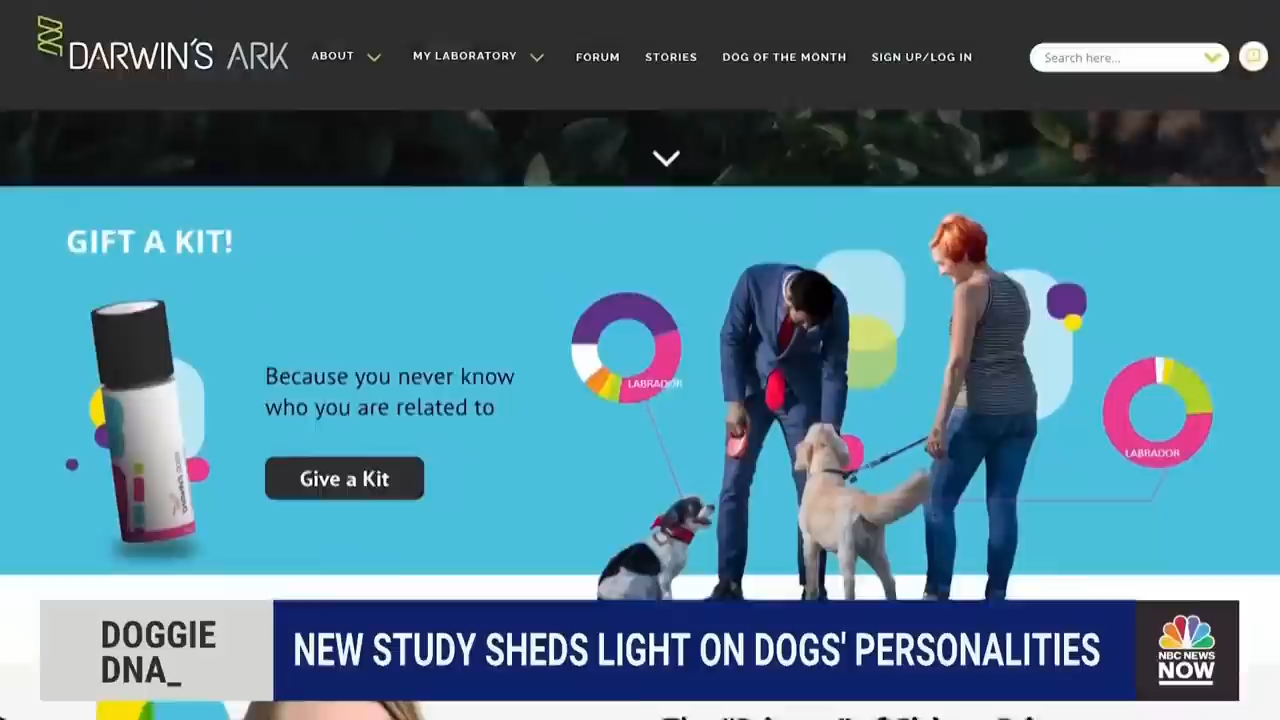 DARWIN'S ARK
ABOUT
MY LABORATORY
FORUM
STORIES
DOG OF THE MONTH
SIGN UP/LOG IN
Search here...
GIFT A KIT!
Because you never know
who you are related to
Give a Kit
LABRADOR
LABRADOR
DOGGIE
DNA_
NEW STUDY SHEDS LIGHT ON DOGS' PERSONALITIES
NBC NEWS
NOW